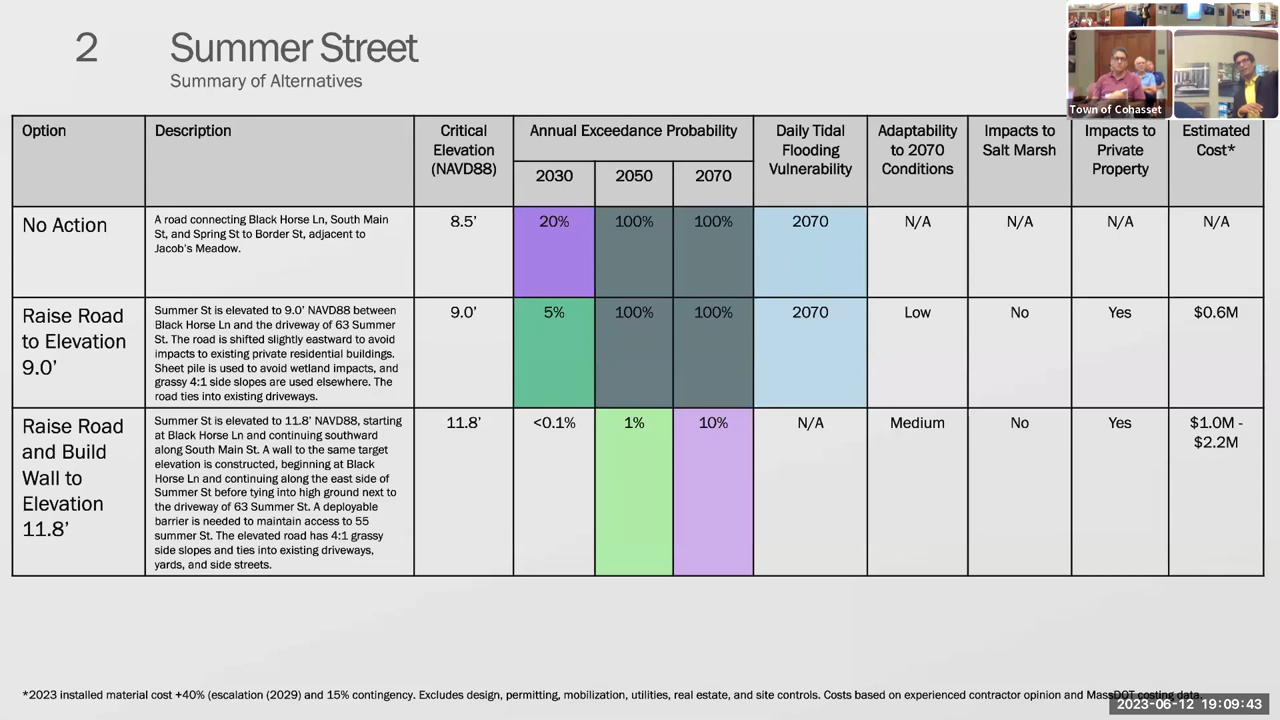 2 Summer Street
Summary of Alternatives
Town of Cohasset
Option Description Critical Elevation (NAVD88) Annual Exceedance Probability Daily Tidal Flooding Vulnerability Adaptability to 2070 Conditions Impacts to Salt Marsh Impacts to Private Property Estimated Cost*
2030 2050 2070
No Action
A road connecting Black Horse Ln, South Main
St, and Spring St to Border St, adjacent to
Jacob's Meadow.
8.5' 20% 100% 100% 2070 N/A N/A N/A N/A
Raise Road
to Elevation
9.0'
Summer St is elevated to 9.0' NAVD88 between
Black Horse Ln and the driveway of 63 Summer
St. The road is shifted slightly eastward to avoid
impacts to existing private residential buildings.
Sheet pile is used to avoid wetland impacts, and
grassy 4:1 side slopes are used elsewhere. The
road ties into existing driveways.
9.0' 5% 100% 100% 2070 Low No Yes $0.6M
Raise Road
and Build
Wall to
Elevation
11.8'
Summer St is elevated to 11.8' NAVD88, starting
at Black Horse Ln and continuing southward
along South Main St. A wall to the same target
elevation is constructed, beginning at Black
Horse Ln and continuing along the east side of
Summer St before tying into high ground next to
the driveway of 63 Summer St. A deployable
barrier is needed to maintain access to 55
summer St. The elevated road has 4:1 grassy
side slopes and ties into existing driveways,
yards, and side streets.
11.8' <0.1% 1% 10% N/A Medium No Yes $1.0M -
$2.2M
*2023 installed material cost +40% (escalation (2029) and 15% contingency. Excludes design, permitting, mobilization, utilities, real estate, and site controls. Costs based on experienced contractor opinion and MassDOT costing data.
2023-06-12 19:09:43